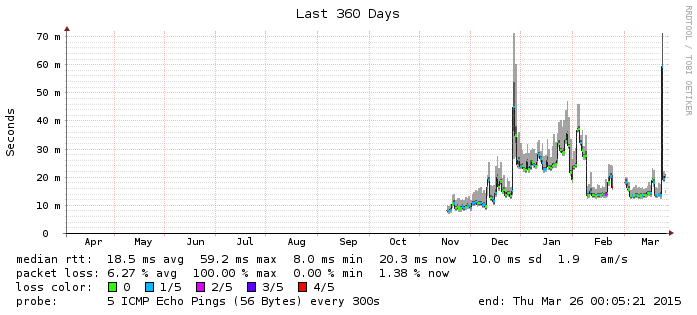 Last 360 Days
RRDTOOL / TOBI OETIKER
Seconds
70 m
60 m
50 m
40 m
30 m
20 m
10 m
0
Apr May Jun Jul Aug Sep Oct Nov Dec Jan Feb Mar
median rtt: 18.5 ms avg 59.2 ms max 8.0 ms min 20.3 ms now 10.0 ms sd 1.9 am/s
packet loss: 6.27 % avg 100.00 % max 0.00 % min 1.38 % now
loss color: 0 1/5 2/5 3/5 4/5
probe: 5 ICMP Echo Pings (56 Bytes) every 300s end: Thu Mar 26 00:05:21 2015